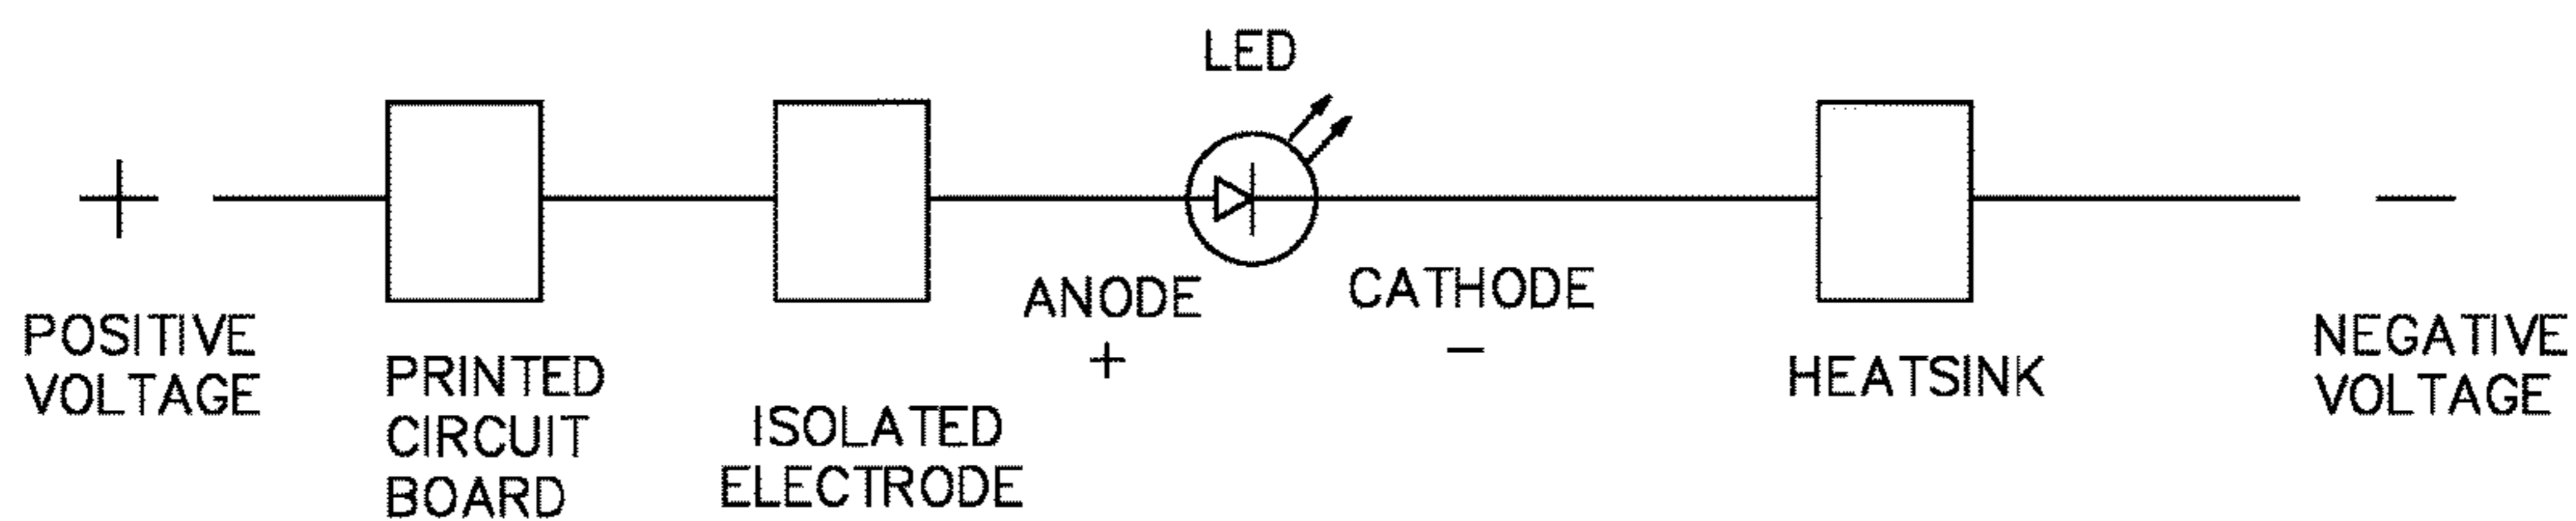 LED
+
POSITIVE
VOLTAGE
PRINTED
CIRCUIT
BOARD
ISOLATED
ELECTRODE
ANODE
+
CATHODE
−
HEATSINK
−
NEGATIVE
VOLTAGE